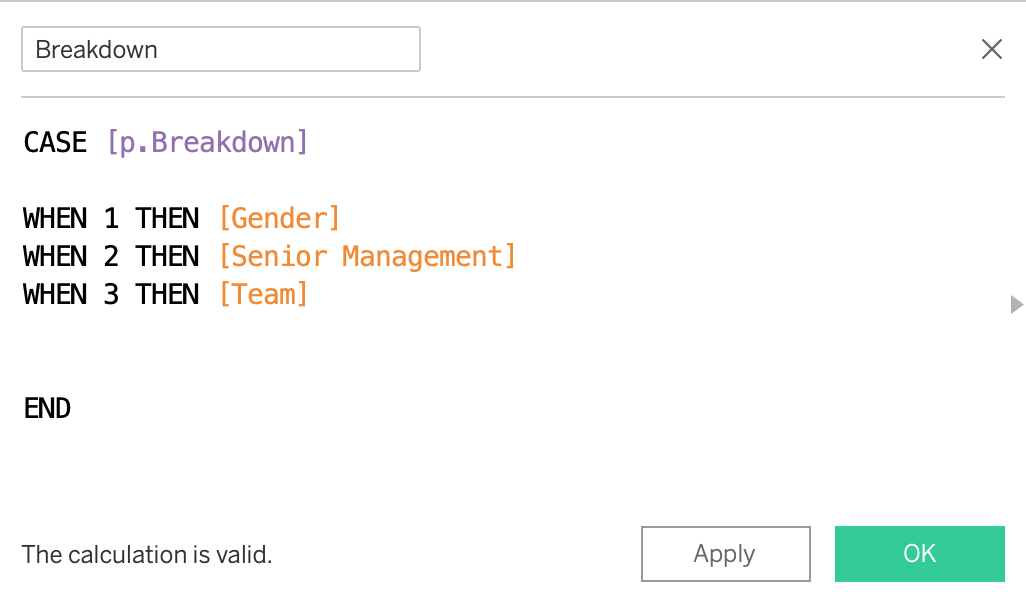 Breakdown
CASE [p.Breakdown]
WHEN 1 THEN [Gender]
WHEN 2 THEN [Senior Management]
WHEN 3 THEN [Team]
END
The calculation is valid.
Apply
OK